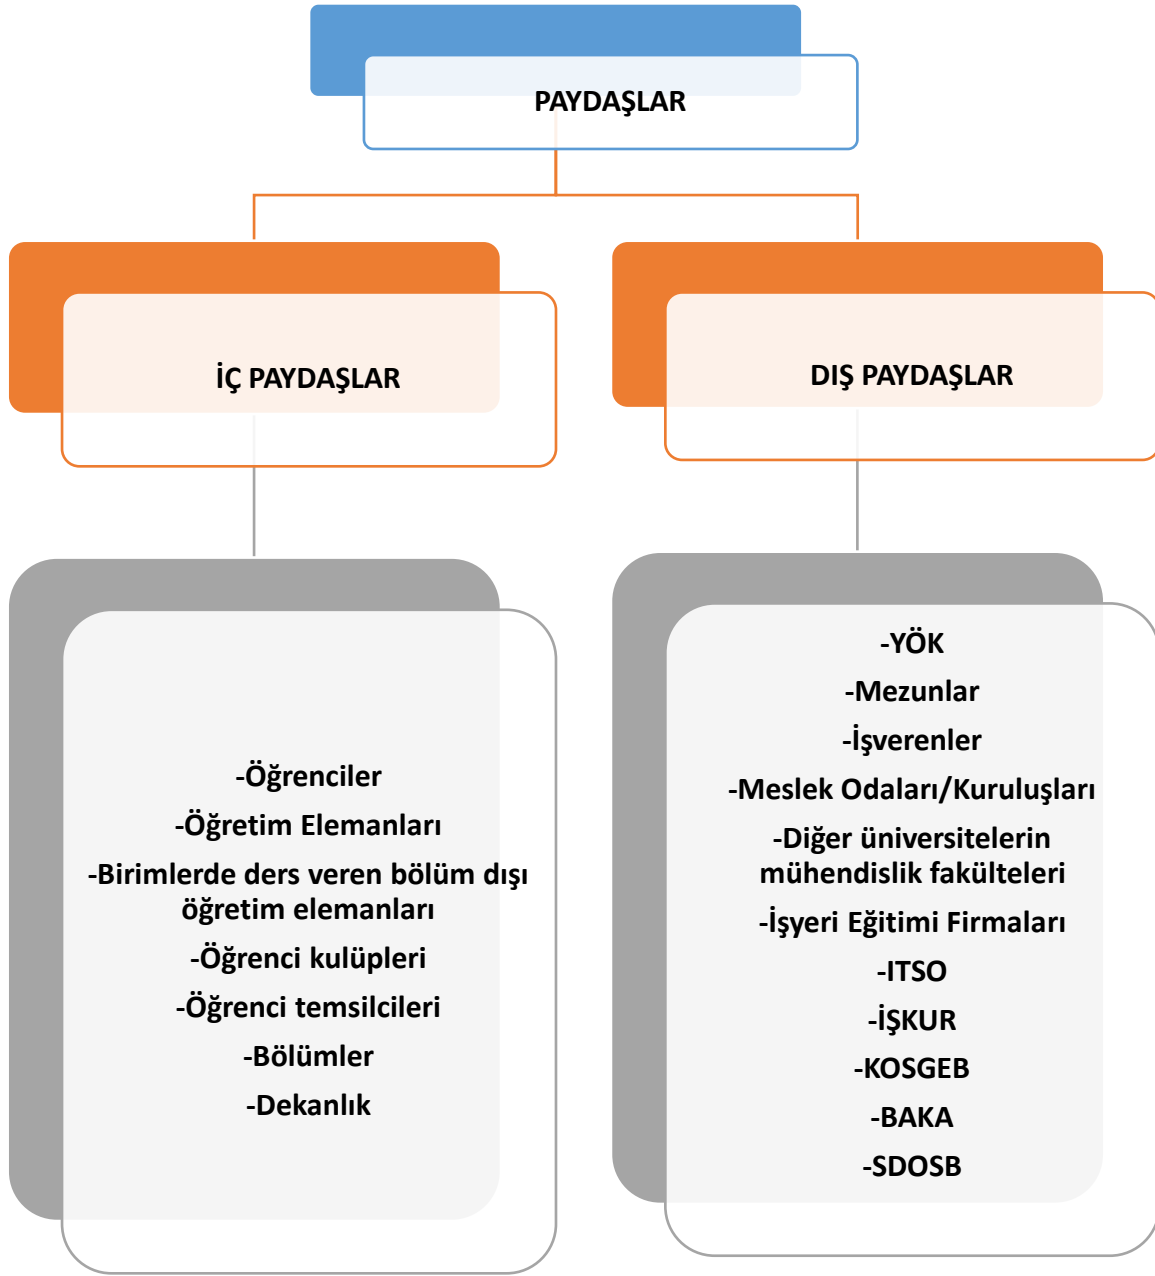 PAYDAŞLAR
İÇ PAYDAŞLAR
-Öğrenciler
-Öğretim Elemanları
-Birimlerde ders veren bölüm dışı
öğretim elemanları
-Öğrenci kulüpleri
-Öğrenci temsilcileri
-Bölümler
-Dekanlık
DIŞ PAYDAŞLAR
-YÖK
-Mezunlar
-İşverenler
-Meslek Odaları/Kuruluşları
-Diğer üniversitelerin
mühendislik fakülteleri
-İşyeri Eğitimi Firmaları
-ITSO
-İŞKUR
-KOSGEB
-BAKA
-SDOSB